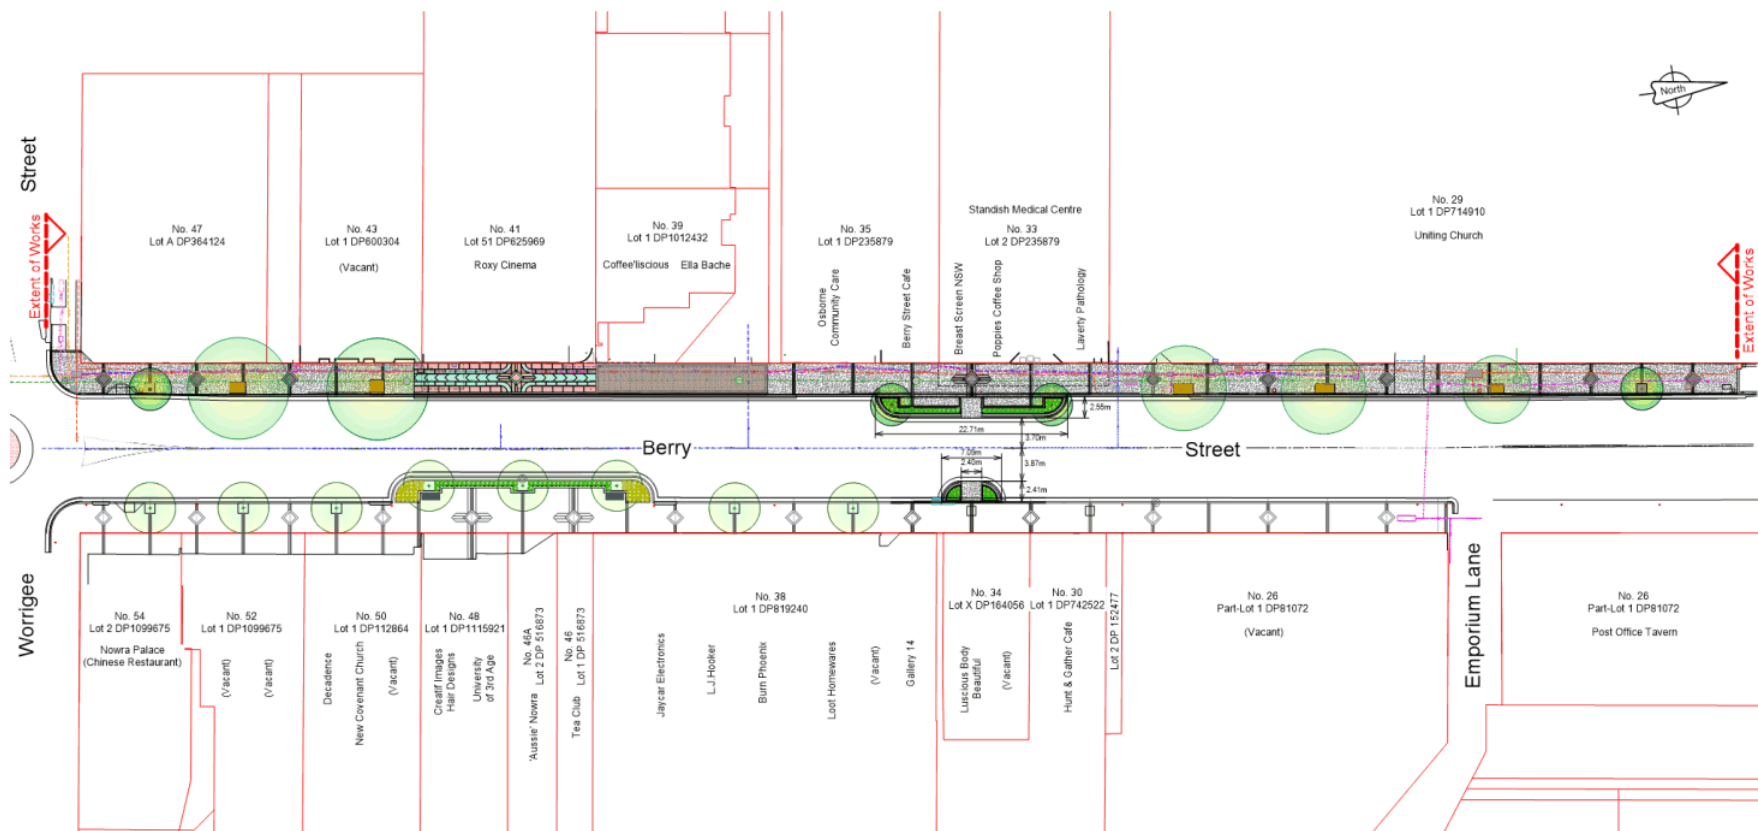 North
Street
Extent of Works
No. 47
Lot A DP364124
No. 43
Lot 1 DP600304
(Vacant)
No. 41
Lot 51 DP625969
Roxy Cinema
No. 39
Lot 1 DP1012432
Coffee'liscious
Ella Bache
No. 35
Lot 1 DP235879
Osborne
Community Care
Berry Street Cafe
Standish Medical Centre
No. 33
Lot 2 DP235879
Breast Screen NSW
Poppies Coffee Shop
Laverty Pathology
No. 29
Lot 1 DP714910
Uniting Church
Extent of Works
2.55m
22.71m
3.70m
Berry
Street
7.05m
2.40m
3.87m
2.41m
Worrigee
No. 54
Lot 2 DP1099675
Nowra Palace
(Chinese Restaurant)
No. 52
Lot 1 DP1099675
(Vacant)
(Vacant)
No. 50
Lot 1 DP112864
Decadence
New Covenant Church
(Vacant)
No. 48
Lot 1 DP1115921
Creatif Images
Hair Designs
University
of 3rd Age
No. 46A
Lot 2 DP 516873
'Aussie' Nowra
No. 46
Lot 1 DP 516873
Tea Club
No. 38
Lot 1 DP819240
Jaycar Electronics
L.J.Hooker
Burn Phoenix
Loot Homewares
(Vacant)
Gallery 14
No. 34
Lot X DP164056
Luscious Body
Beautiful
(Vacant)
No. 30
Lot 1 DP742522
Hunt & Gather Cafe
Lot 2 DP 152477
No. 26
Part-Lot 1 DP81072
(Vacant)
Emporium Lane
No. 26
Part-Lot 1 DP81072
Post Office Tavern